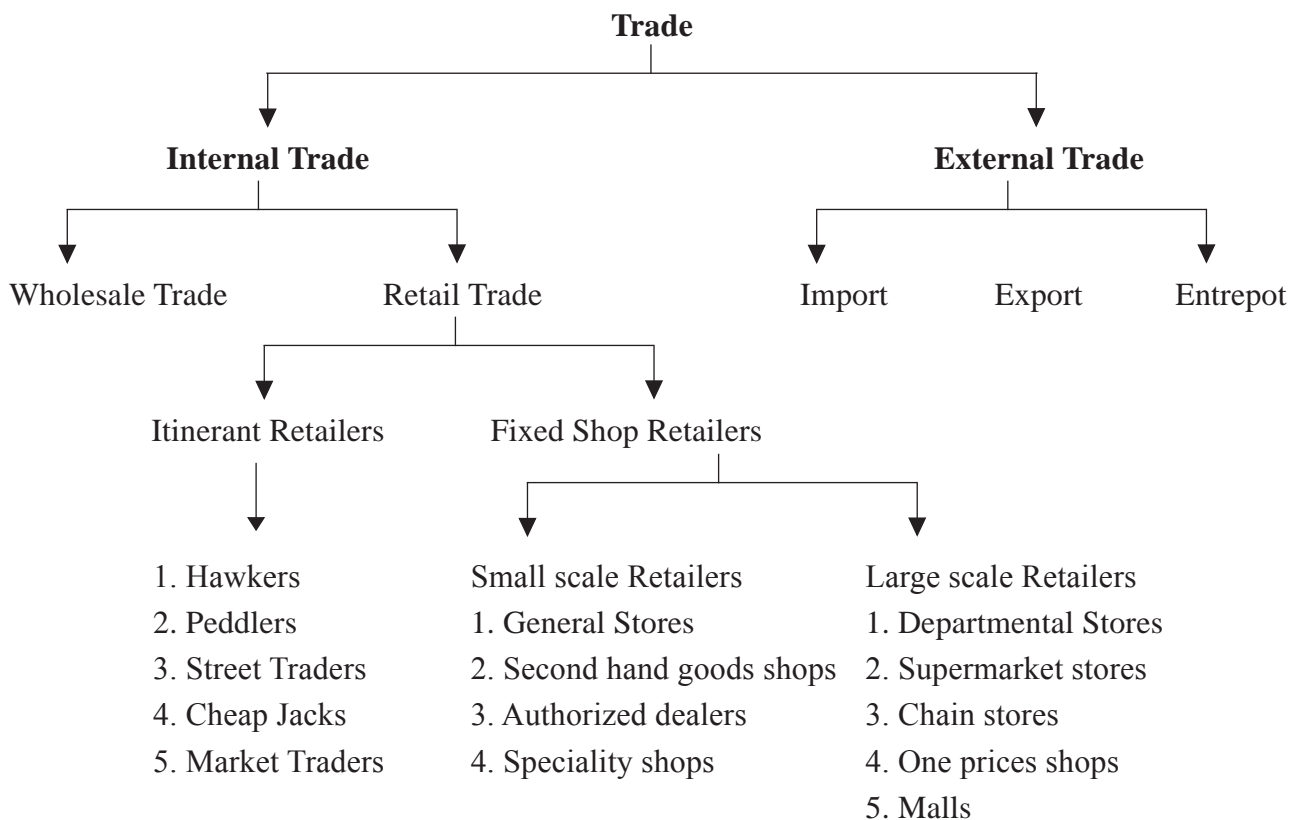 Trade
Internal Trade
External Trade
Wholesale Trade
Retail Trade
Import
Export
Entrepot
Itinerant Retailers
Fixed Shop Retailers
1. Hawkers
2. Peddlers
3. Street Traders
4. Cheap Jacks
5. Market Traders
Small scale Retailers
1. General Stores
2. Second hand goods shops
3. Authorized dealers
4. Speciality shops
Large scale Retailers
1. Departmental Stores
2. Supermarket stores
3. Chain stores
4. One prices shops
5. Malls